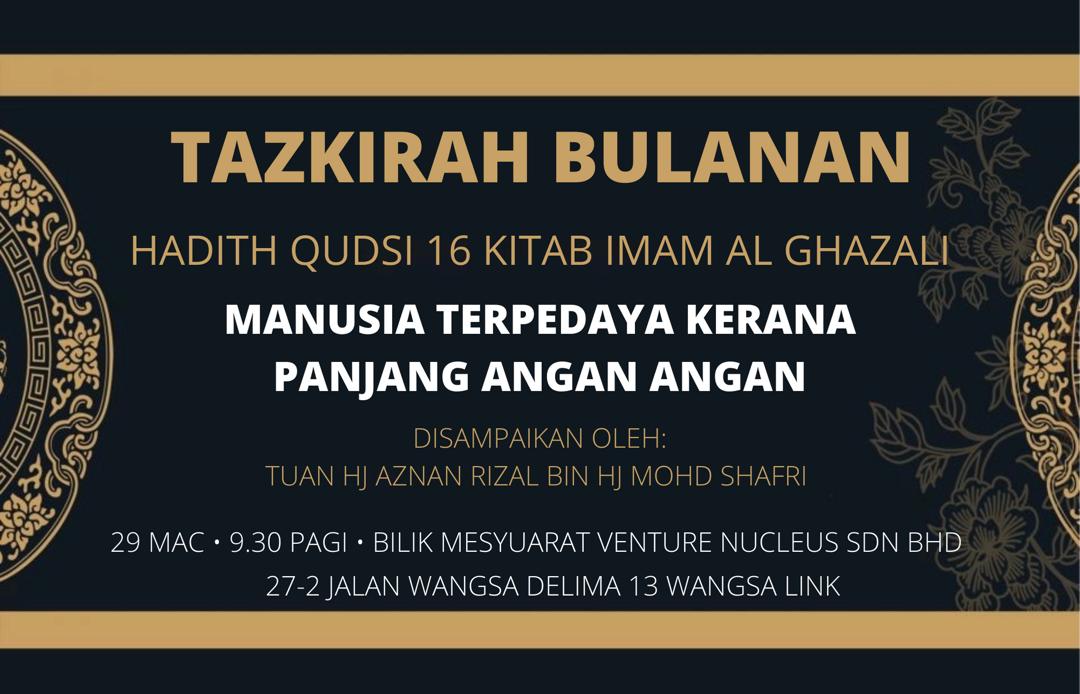 TAZKIRAH BULANAN
HADITH QUDSI 16 KITAB IMAM AL GHAZALI
MANUSIA TERPEDAYA KERANA
PANJANG ANGAN ANGAN
DISAMPAIKAN OLEH:
TUAN HJ AZNAN RIZAL BIN HJ MOHD SHAFRI
29 MAC • 9.30 PAGI • BILIK MESYUARAT VENTURE NUCLEUS SDN BHD
27-2 JALAN WANGSA DELIMA 13 WANGSA LINK